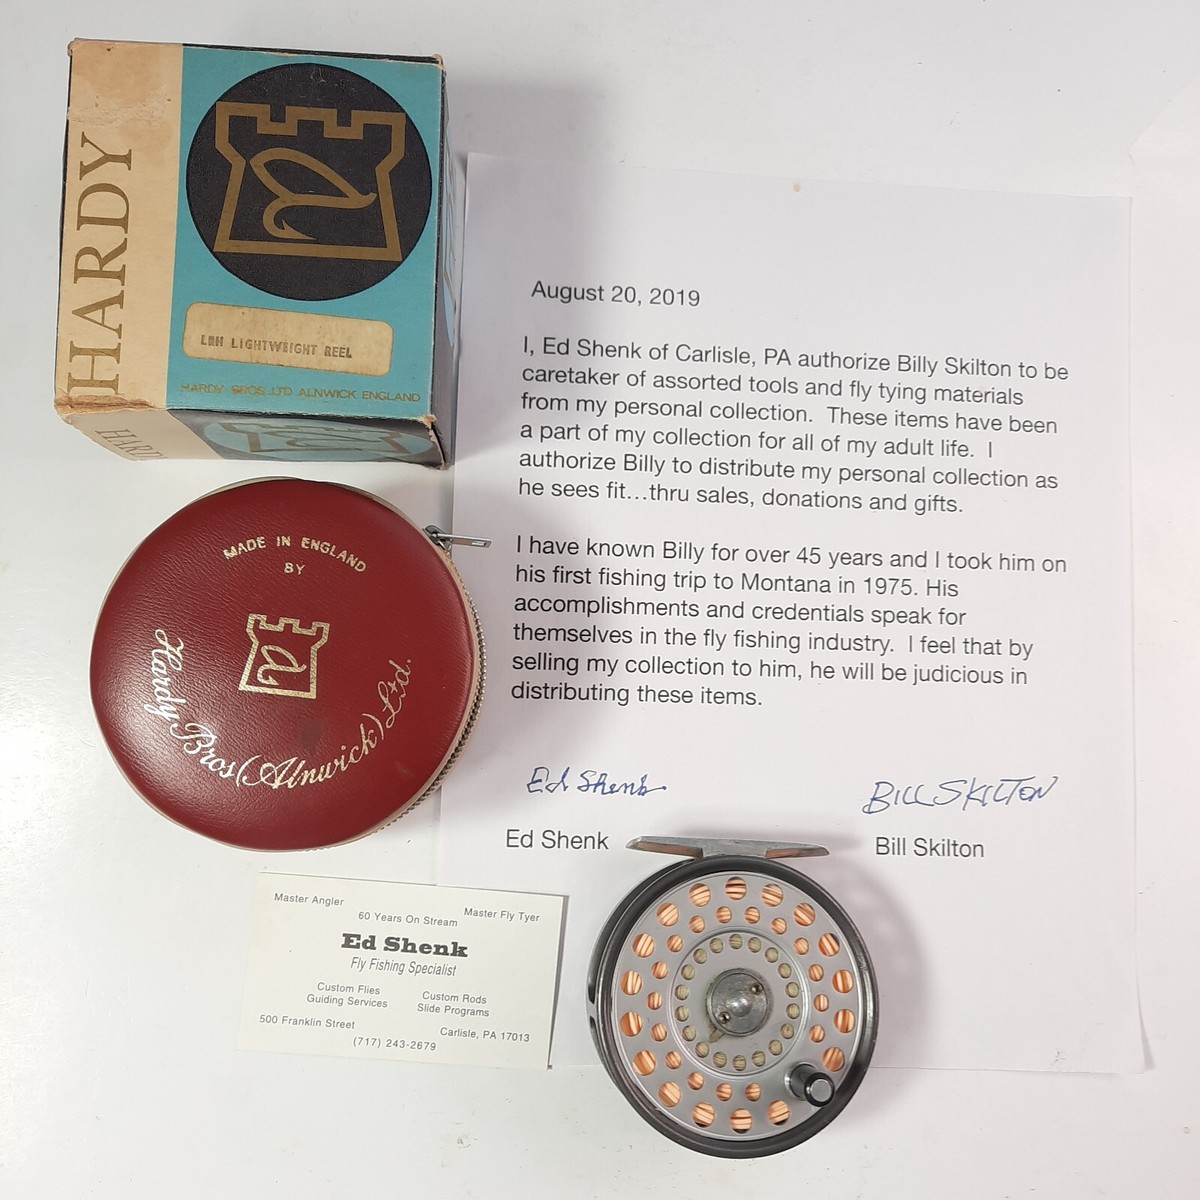 HARDY
LRH LIGHTWEIGHT REEL
HARDY BROS. LTD ALNWICK ENGLAND
HARDY
MADE IN ENGLAND
BY
Hardy Bros (Alnwick) Ltd.
August 20, 2019
I, Ed Shenk of Carlisle, PA authorize Billy Skilton to be
caretaker of assorted tools and fly tying materials
from my personal collection. These items have been
a part of my collection for all of my adult life. I
authorize Billy to distribute my personal collection as
he sees fit...thru sales, donations and gifts.
I have known Billy for over 45 years and I took him on
his first fishing trip to Montana in 1975. His
accomplishments and credentials speak for
themselves in the fly fishing industry. I feel that by
selling my collection to him, he will be judicious in
distributing these items.
Ed Shenk BILL SKILTON
Ed Shenk Bill Skilton
Master Angler Master Fly Tyer
60 Years On Stream
Ed Shenk
Fly Fishing Specialist
Custom Flies Custom Rods
Guiding Services Slide Programs
500 Franklin Street Carlisle, PA 17013
(717) 243-2679